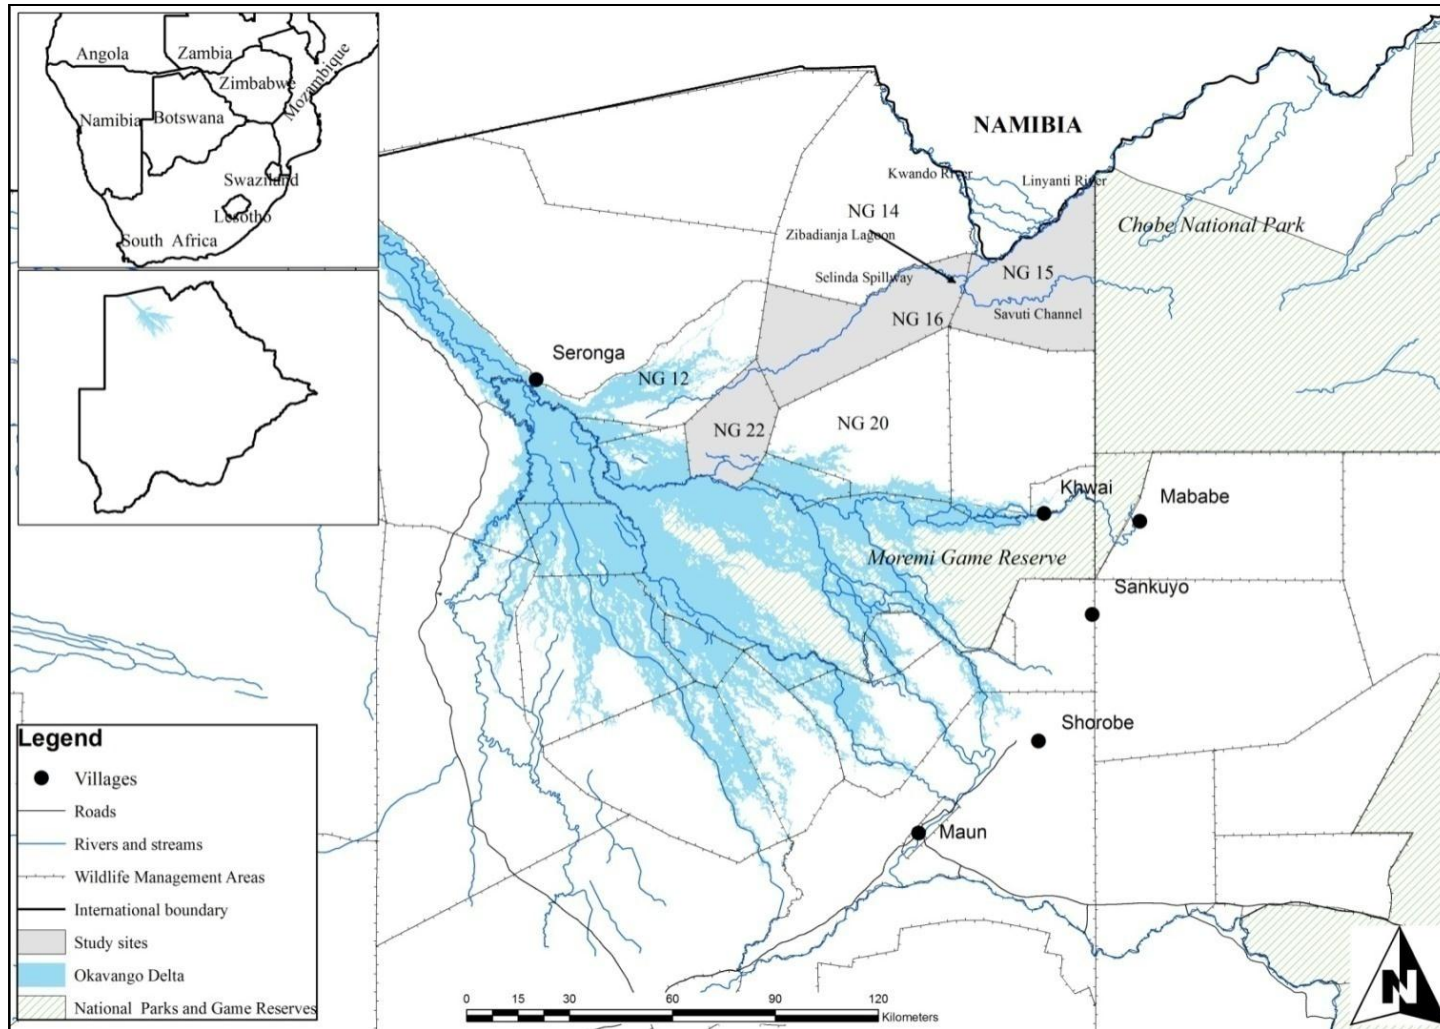 Angola
Zambia
Zimbabwe
Mozambique
Namibia
Botswana
Swaziland
Lesotho
South Africa
NAMIBIA
Kwando River
Linyanti River
NG 14
Chobe National Park
Zibadianja Lagoon
NG 15
Selinda Spillway
Savuti Channel
NG 16
Seronga
NG 12
NG 22
NG 20
Khwai
Mababe
Moremi Game Reserve
Sankuyo
Shorobe
Maun
Legend
Villages
Roads
Rivers and streams
Wildlife Management Areas
International boundary
Study sites
Okavango Delta
National Parks and Game Reserves
0 15 30 60 90 120
Kilometers
N